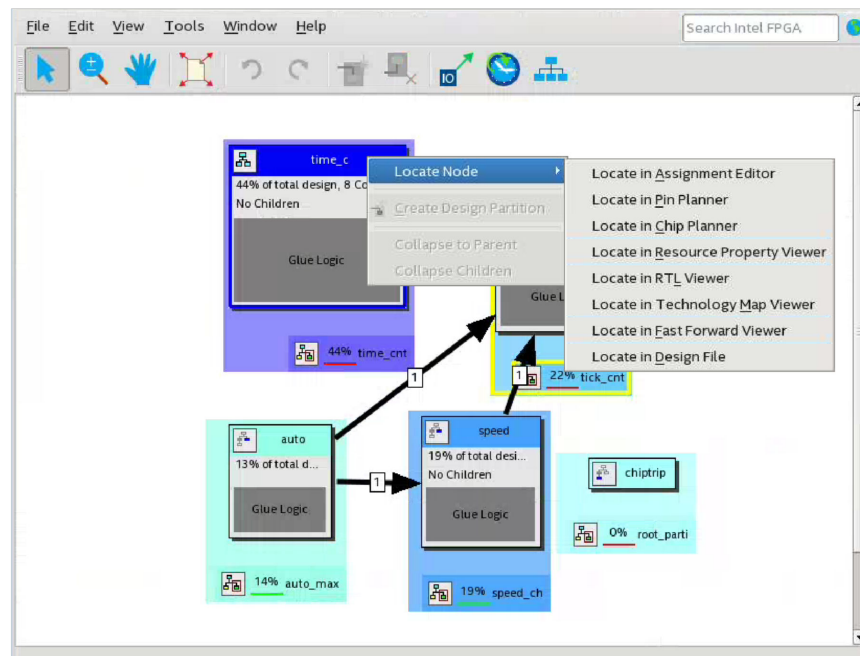 File Edit View Tools Window Help
Search Intel FPGA
IO
time_c
44% of total design, 8 Co
No Children
Glue Logic
44% time_cnt
Locate Node
Create Design Partition
Collapse to Parent
Collapse Children
Locate in Assignment Editor
Locate in Pin Planner
Locate in Chip Planner
Locate in Resource Property Viewer
Locate in RTL Viewer
Locate in Technology Map Viewer
Locate in Fast Forward Viewer
Locate in Design File
Glue L
1
1
22% tick_cnt
auto
13% of total d...
Glue Logic
14% auto_max
1
speed
19% of total desi...
No Children
Glue Logic
19% speed_ch
chiptrip
0% root_parti